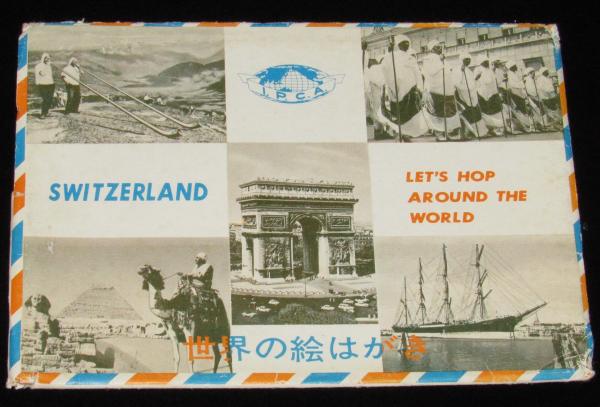 I.P.C.A
SWITZERLAND
LET'S HOP
AROUND THE
WORLD
世界の絵はがき